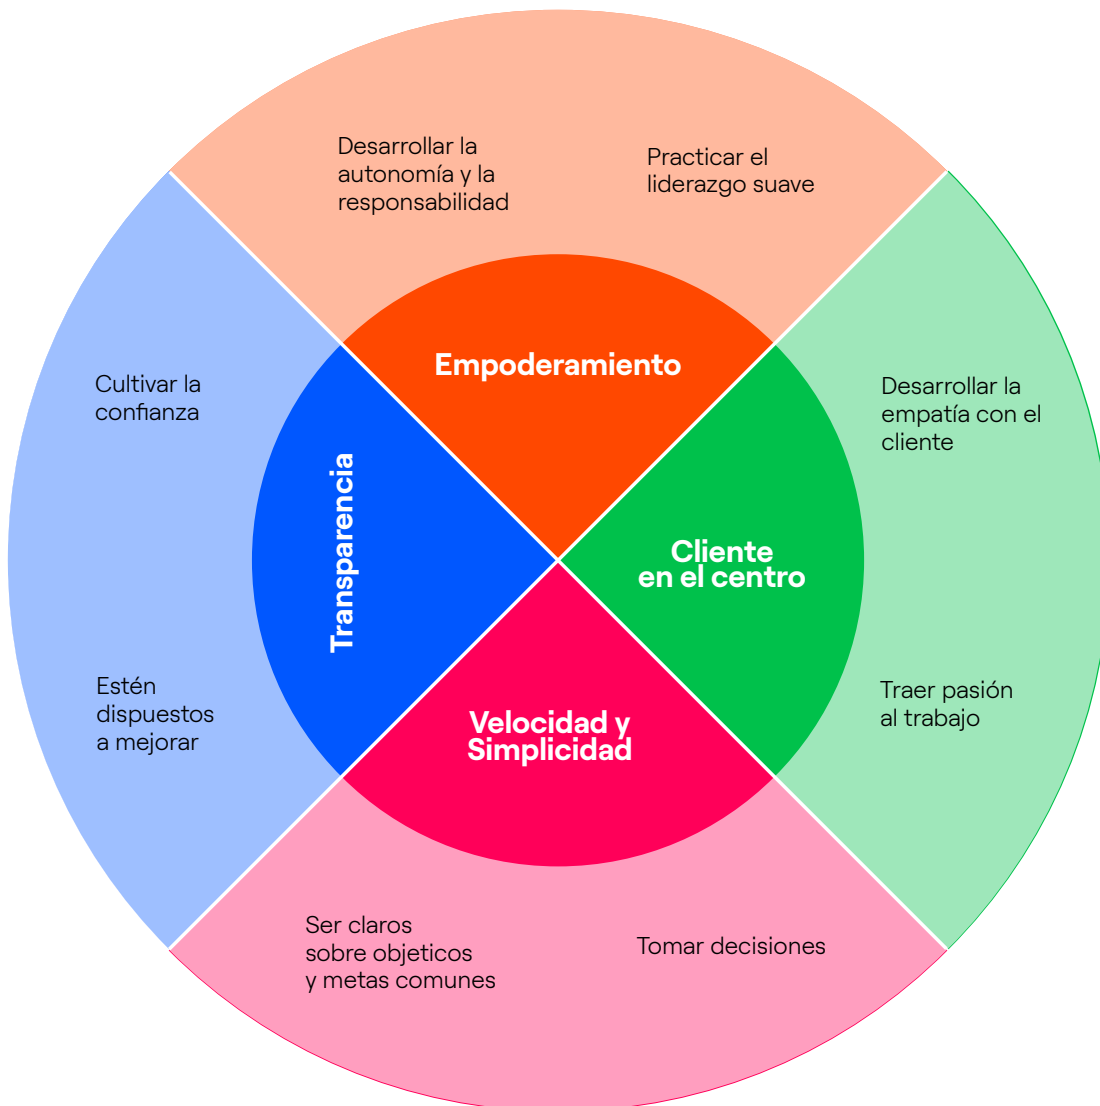 Desarrollar la
autonomía y la
responsabilidad
Practicar el
liderazgo suave
Empoderamiento
Cultivar la
confianza
Transparencia
Estén
dispuestos
a mejorar
Desarrollar la
empatía con el
cliente
Cliente
en el centro
Traer pasión
al trabajo
Velocidad y
Simplicidad
Ser claros
sobre objeticos
y metas comunes
Tomar decisiones